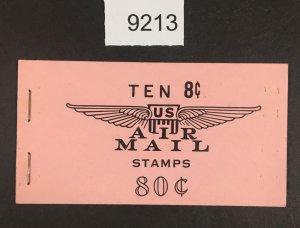 9213
TEN 8¢
US
AIR
MAIL
STAMPS
80¢